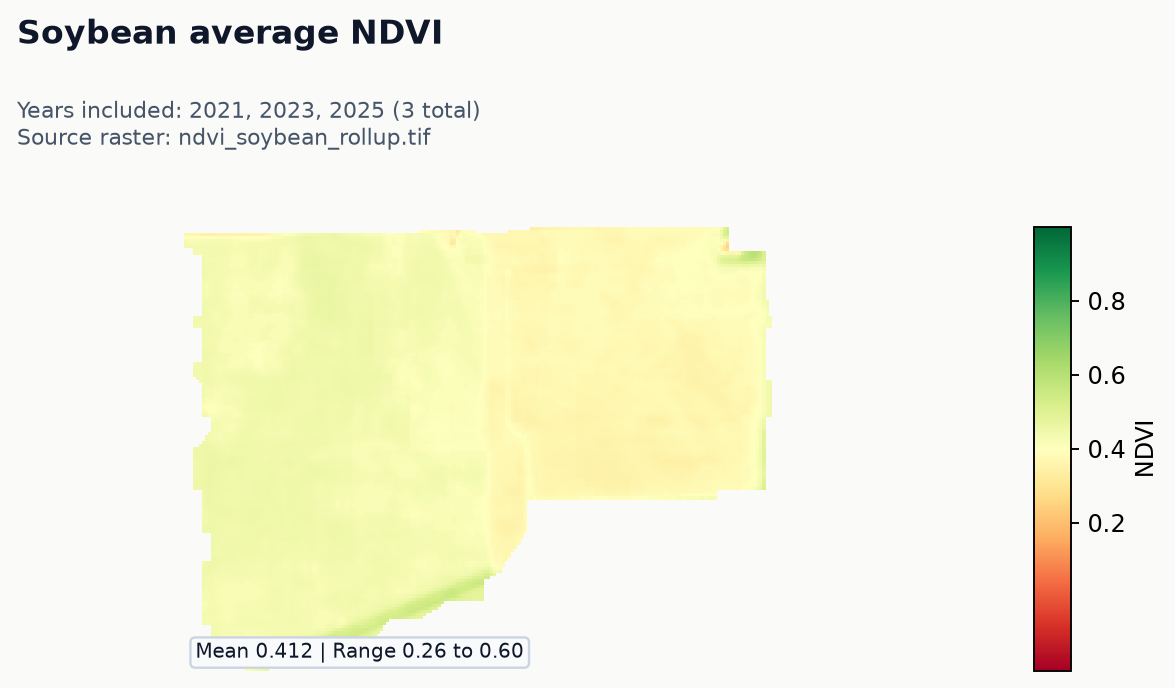 Soybean average NDVI
Years included: 2021, 2023, 2025 (3 total)
Source raster: ndvi_soybean_rollup.tif
0.8
0.6
0.4
0.2
NDVI
Mean 0.412 | Range 0.26 to 0.60